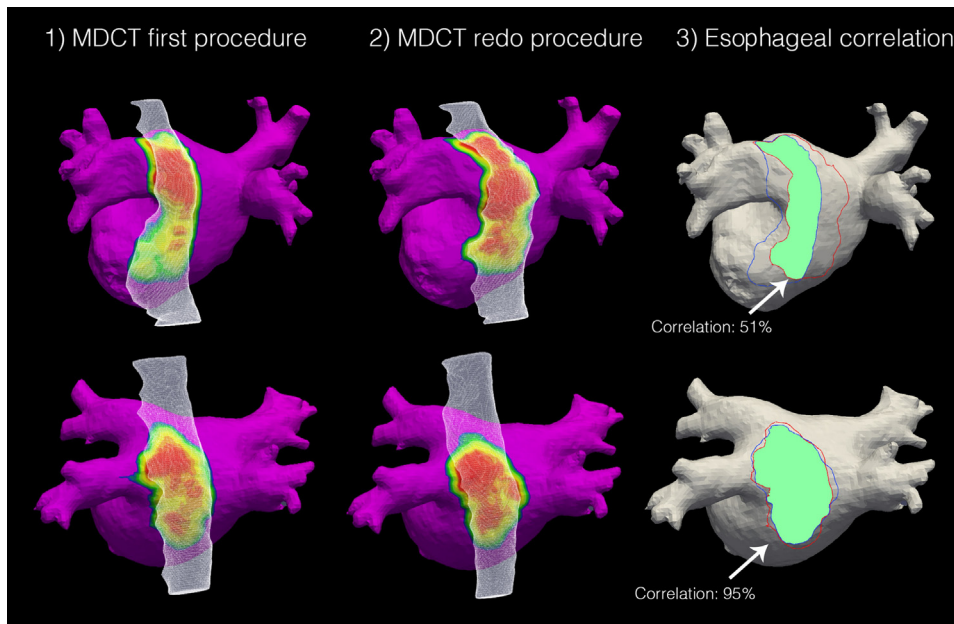 1) MDCT first procedure
2) MDCT redo procedure
3) Esophageal correlation
Correlation: 51%
Correlation: 95%